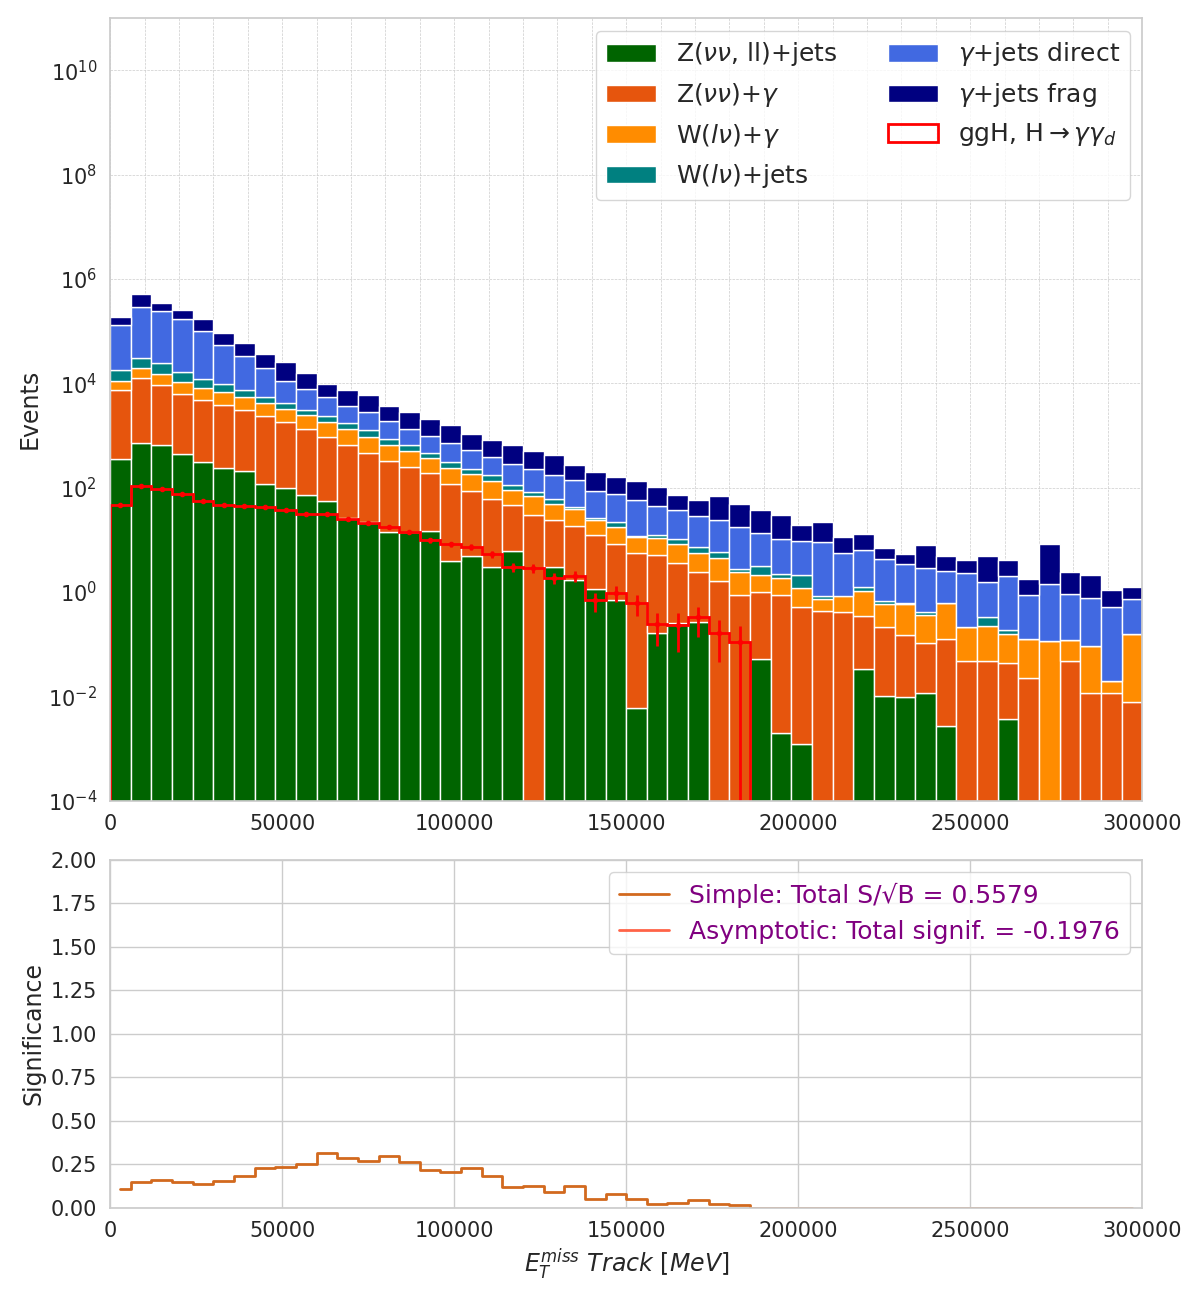 Z(νν, ll)+jets
Z(νν)+γ
W(lν)+γ
W(lν)+jets
γ+jets direct
γ+jets frag
ggH, H→γγ_d
Events
10^10
10^8
10^6
10^4
10^2
10^0
10^−2
10^−4
0 50000 100000 150000 200000 250000 300000
Simple: Total S/√B = 0.5579
Asymptotic: Total signif. = -0.1976
Significance
2.00
1.75
1.50
1.25
1.00
0.75
0.50
0.25
0.00
0 50000 100000 150000 200000 250000 300000
E_T^miss Track [MeV]